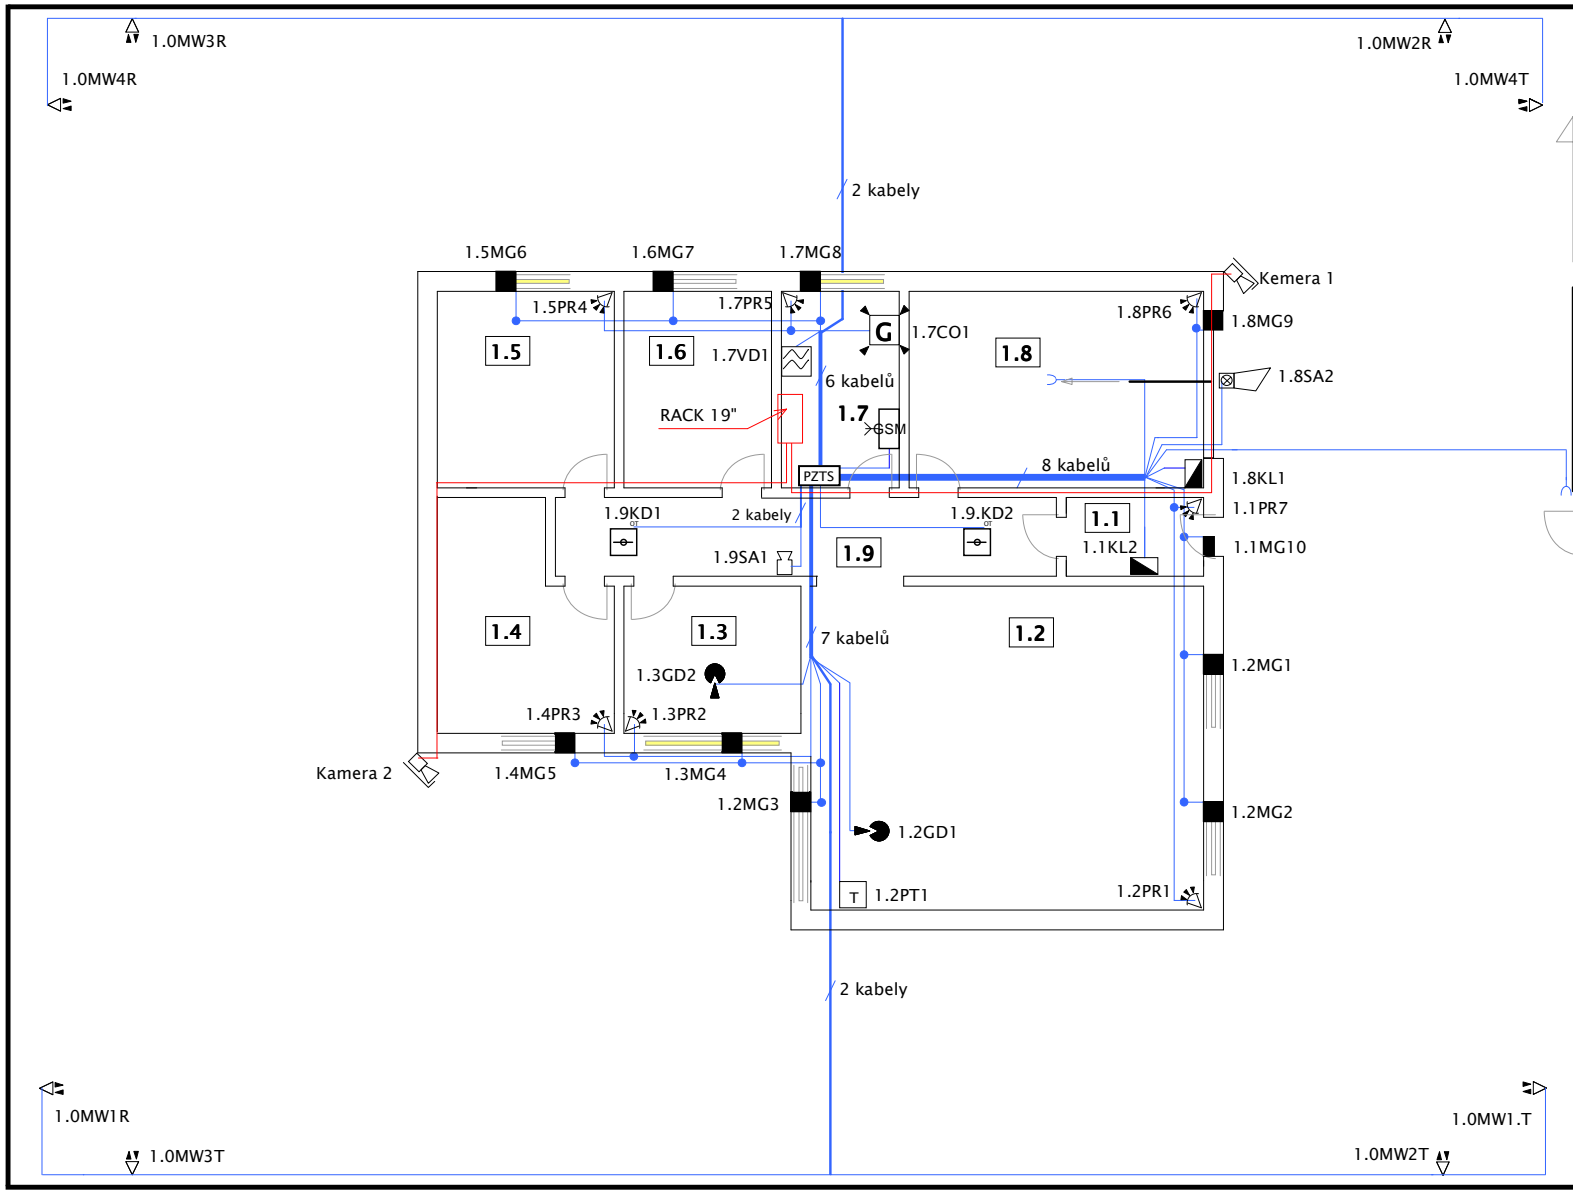 1.0MW3R
1.0MW2R
1.0MW4R
1.0MW4T
2 kabely
1.5MG6
1.6MG7
1.7MG8
Kemera 1
1.5PR4
1.7PR5
1.8PR6
1.8MG9
G
1.7CO1
1.5
1.6
1.7VD1
1.8
6 kabelů
1.8SA2
RACK 19"
1.7
GSM
PZTS
8 kabelů
1.8KL1
1.9KD1
OT
2 kabely
1.9.KD2
OT
1.1
1.1PR7
1.9SA1
1.9
1.1KL2
1.1MG10
1.4
1.3
7 kabelů
1.2
1.3GD2
1.2MG1
1.4PR3
1.3PR2
Kamera 2
1.4MG5
1.3MG4
1.2MG3
1.2MG2
1.2GD1
T
1.2PT1
1.2PR1
2 kabely
1.0MW1R
1.0MW1.T
1.0MW3T
1.0MW2T